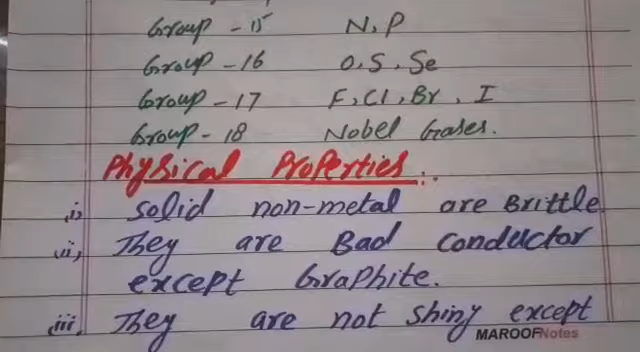 Group - 15 N, P
Group - 16 O, S, Se
Group - 17 F, Cl, Br, I
Group - 18 Nobel Gases.
Physical Properties:-
i, Solid non-metal are Brittle.
ii, They are Bad conductor
except Graphite.
iii, They are not shiny except
MAROOFNotes